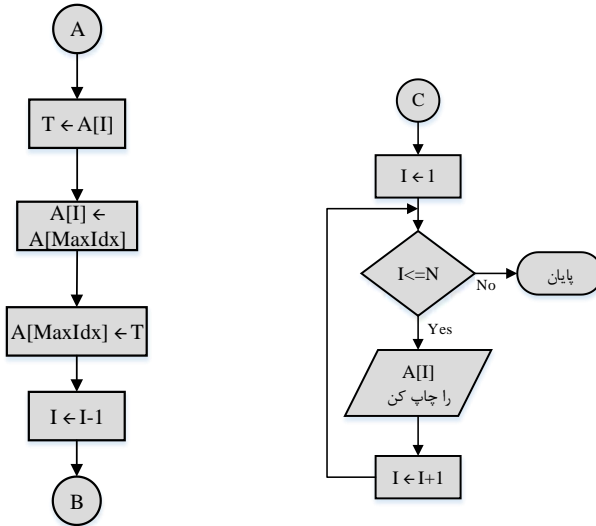 A
T ← A[I]
A[I] ←
A[MaxIdx]
A[MaxIdx] ← T
I ← I-1
B
C
I ← 1
I<=N
No
پایان
Yes
A[I]
را چاپ کن
I ← I+1